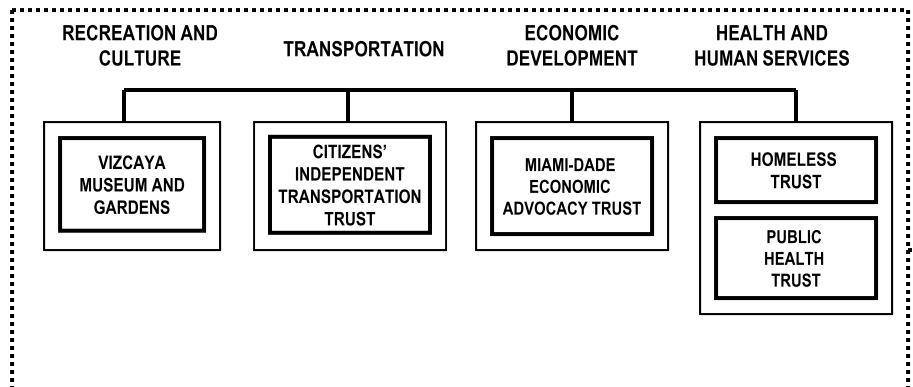 RECREATION AND
CULTURE
TRANSPORTATION
ECONOMIC
DEVELOPMENT
HEALTH AND
HUMAN SERVICES
VIZCAYA
MUSEUM AND
GARDENS
CITIZENS'
INDEPENDENT
TRANSPORTATION
TRUST
MIAMI-DADE
ECONOMIC
ADVOCACY TRUST
HOMELESS
TRUST
PUBLIC
HEALTH
TRUST